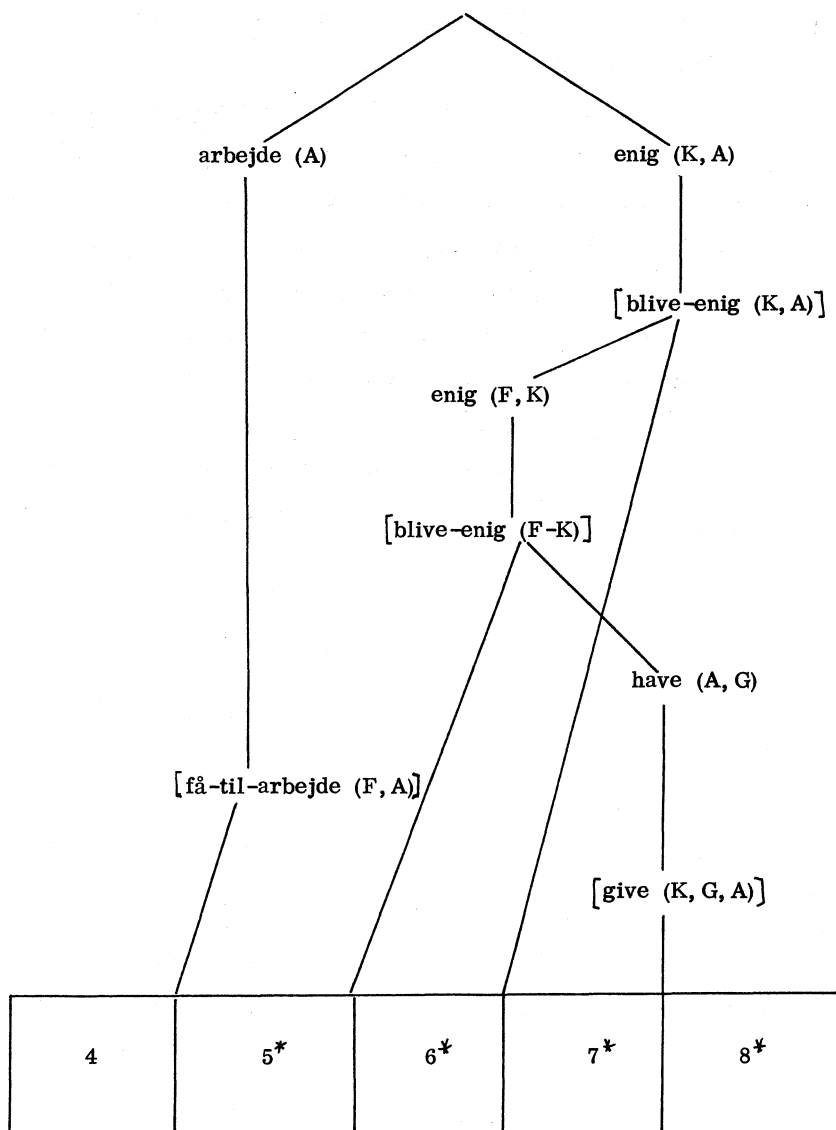 arbejde (A) enig (K, A)
[blive-enig (K, A)]
enig (F, K)
[blive-enig (F-K)]
have (A, G)
[få-til-arbejde (F, A)]
[give (K, G, A)]
4 5* 6* 7* 8*